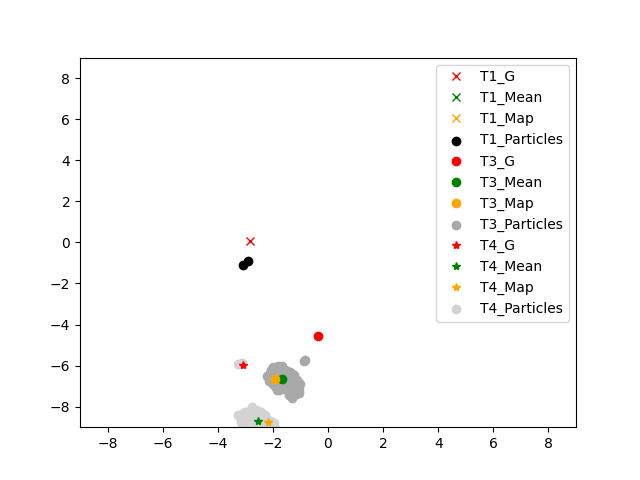 8
6
4
2
0
−2
−4
−6
−8
−8 −6 −4 −2 0 2 4 6 8
T1_G
T1_Mean
T1_Map
T1_Particles
T3_G
T3_Mean
T3_Map
T3_Particles
T4_G
T4_Mean
T4_Map
T4_Particles